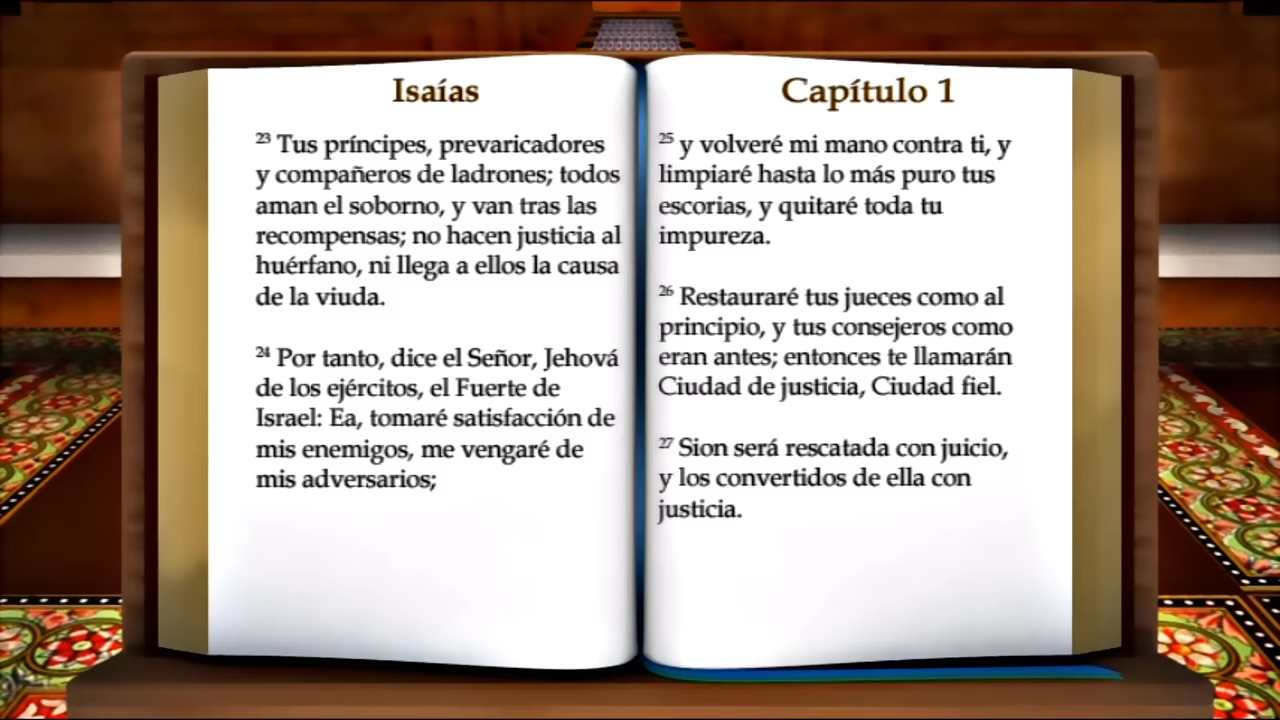 Isaías
23 Tus príncipes, prevaricadores
y compañeros de ladrones; todos
aman el soborno, y van tras las
recompensas; no hacen justicia al
huérfano, ni llega a ellos la causa
de la viuda.
24 Por tanto, dice el Señor, Jehová
de los ejércitos, el Fuerte de
Israel: Ea, tomaré satisfacción de
mis enemigos, me vengaré de
mis adversarios;
Capítulo 1
25 y volveré mi mano contra ti, y
limpiaré hasta lo más puro tus
escorias, y quitaré toda tu
impureza.
26 Restauraré tus jueces como al
principio, y tus consejeros como
eran antes; entonces te llamarán
Ciudad de justicia, Ciudad fiel.
27 Sion será rescatada con juicio,
y los convertidos de ella con
justicia.